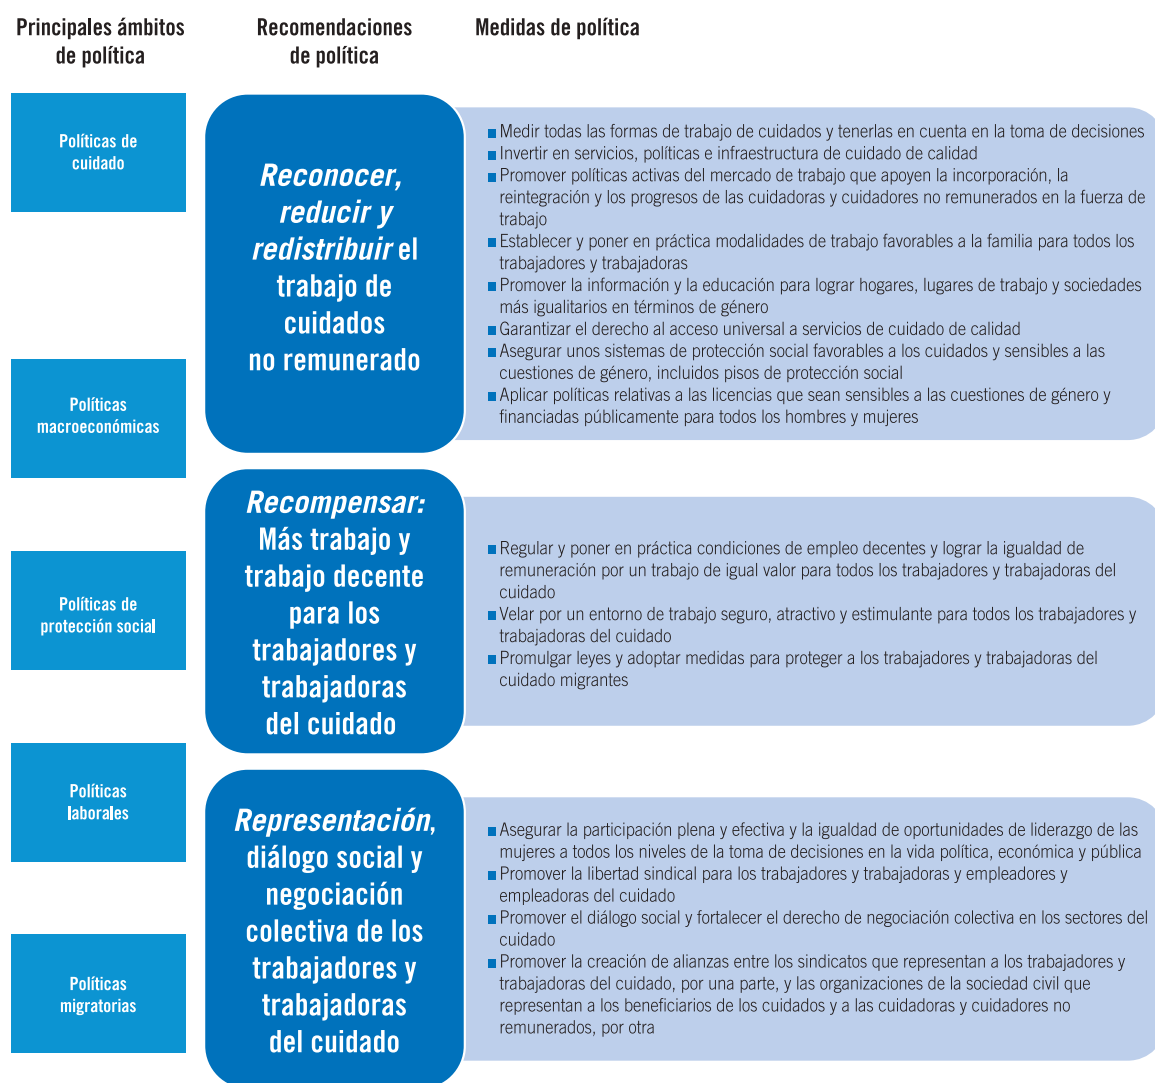 Principales ámbitos
de política
Recomendaciones
de política
Medidas de política
Políticas de
cuidado
Políticas
macroeconómicas
Políticas de
protección social
Políticas
laborales
Políticas
migratorias
Reconocer,
reducir y
redistribuir el
trabajo de
cuidados
no remunerado
■ Medir todas las formas de trabajo de cuidados y tenerlas en cuenta en la toma de decisiones
■ Invertir en servicios, políticas e infraestructura de cuidado de calidad
■ Promover políticas activas del mercado de trabajo que apoyen la incorporación, la
reintegración y los progresos de las cuidadoras y cuidadores no remunerados en la fuerza de
trabajo
■ Establecer y poner en práctica modalidades de trabajo favorables a la familia para todos los
trabajadores y trabajadoras
■ Promover la información y la educación para lograr hogares, lugares de trabajo y sociedades
más igualitarios en términos de género
■ Garantizar el derecho al acceso universal a servicios de cuidado de calidad
■ Asegurar unos sistemas de protección social favorables a los cuidados y sensibles a las
cuestiones de género, incluidos pisos de protección social
■ Aplicar políticas relativas a las licencias que sean sensibles a las cuestiones de género y
financiadas públicamente para todos los hombres y mujeres
Recompensar:
Más trabajo y
trabajo decente
para los
trabajadores y
trabajadoras
del cuidado
■ Regular y poner en práctica condiciones de empleo decentes y lograr la igualdad de
remuneración por un trabajo de igual valor para todos los trabajadores y trabajadoras del
cuidado
■ Velar por un entorno de trabajo seguro, atractivo y estimulante para todos los trabajadores y
trabajadoras del cuidado
■ Promulgar leyes y adoptar medidas para proteger a los trabajadores y trabajadoras del
cuidado migrantes
Representación,
diálogo social y
negociación
colectiva de los
trabajadores y
trabajadoras
del cuidado
■ Asegurar la participación plena y efectiva y la igualdad de oportunidades de liderazgo de las
mujeres a todos los niveles de la toma de decisiones en la vida política, económica y pública
■ Promover la libertad sindical para los trabajadores y trabajadoras y empleadores y
empleadoras del cuidado
■ Promover el diálogo social y fortalecer el derecho de negociación colectiva en los sectores del
cuidado
■ Promover la creación de alianzas entre los sindicatos que representan a los trabajadores y
trabajadoras del cuidado, por una parte, y las organizaciones de la sociedad civil que
representan a los beneficiarios de los cuidados y a las cuidadoras y cuidadores no
remunerados, por otra